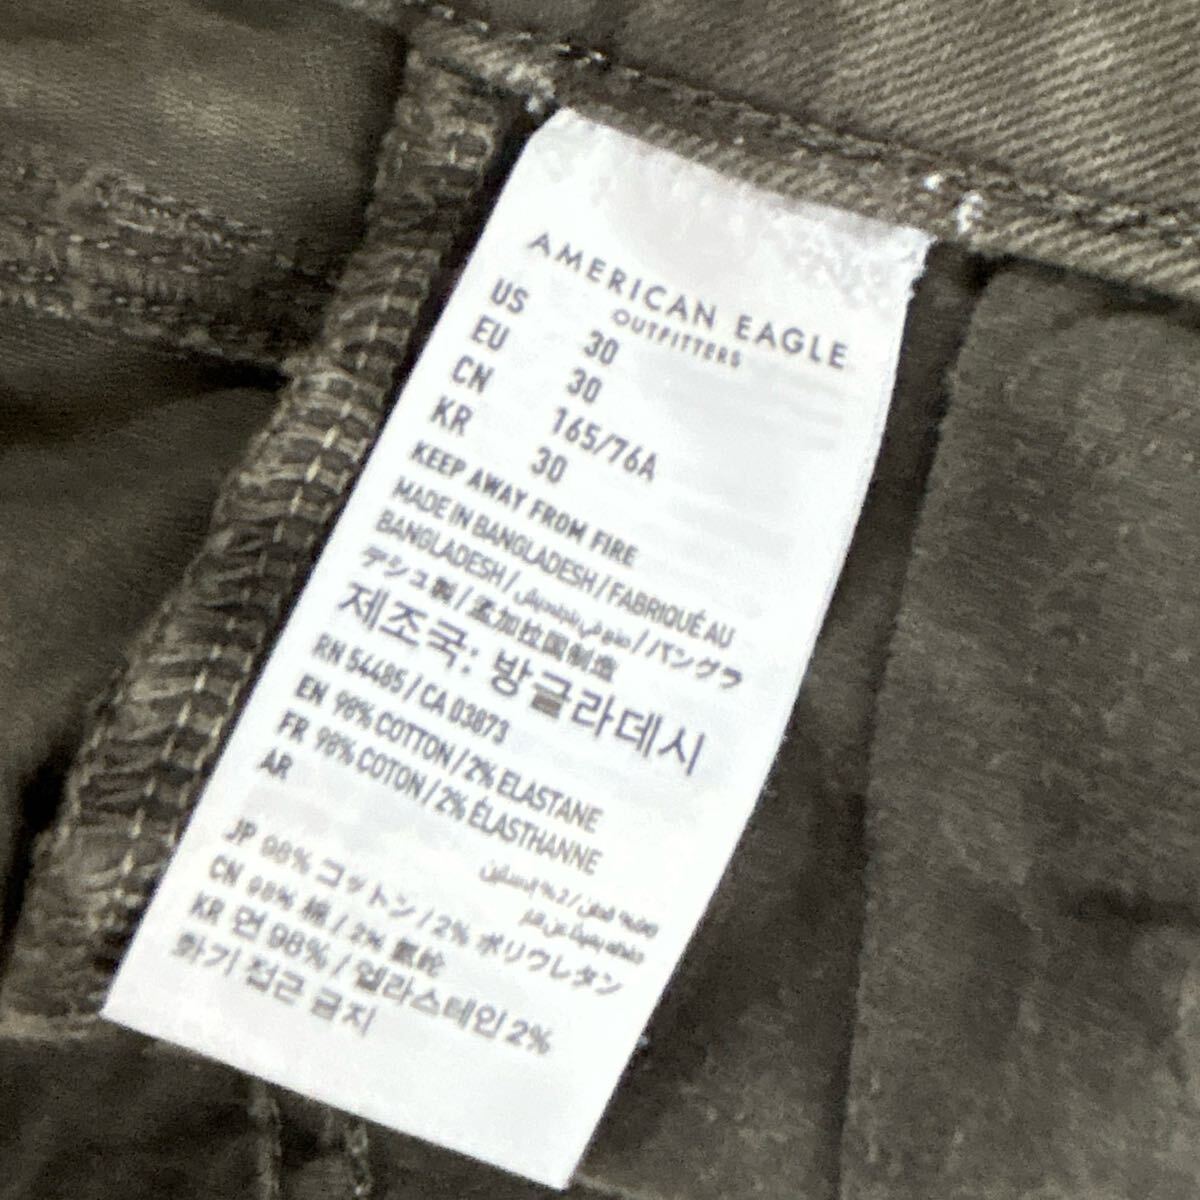 AMERICAN EAGLE
OUTFITTERS
US 30
EU 30
CN 165/76A
KR 30
KEEP AWAY FROM FIRE
MADE IN BANGLADESH / FABRIQUÉ AU
BANGLADESH / صنع في بنجلاديش / バングラ
デシュ製 / 孟加拉国制造
제조국: 방글라데시
RN 54485 / CA 03873
EN 98% COTTON / 2% ELASTANE
FR 98% COTON / 2% ÉLASTHANNE
AR
98% قطن / 2%
JP 98% コットン / 2% ポリウレタン
CN 98% 棉 / 2% 氨纶
KR 면 98% / 엘라스테인 2%
화기 접근 금지